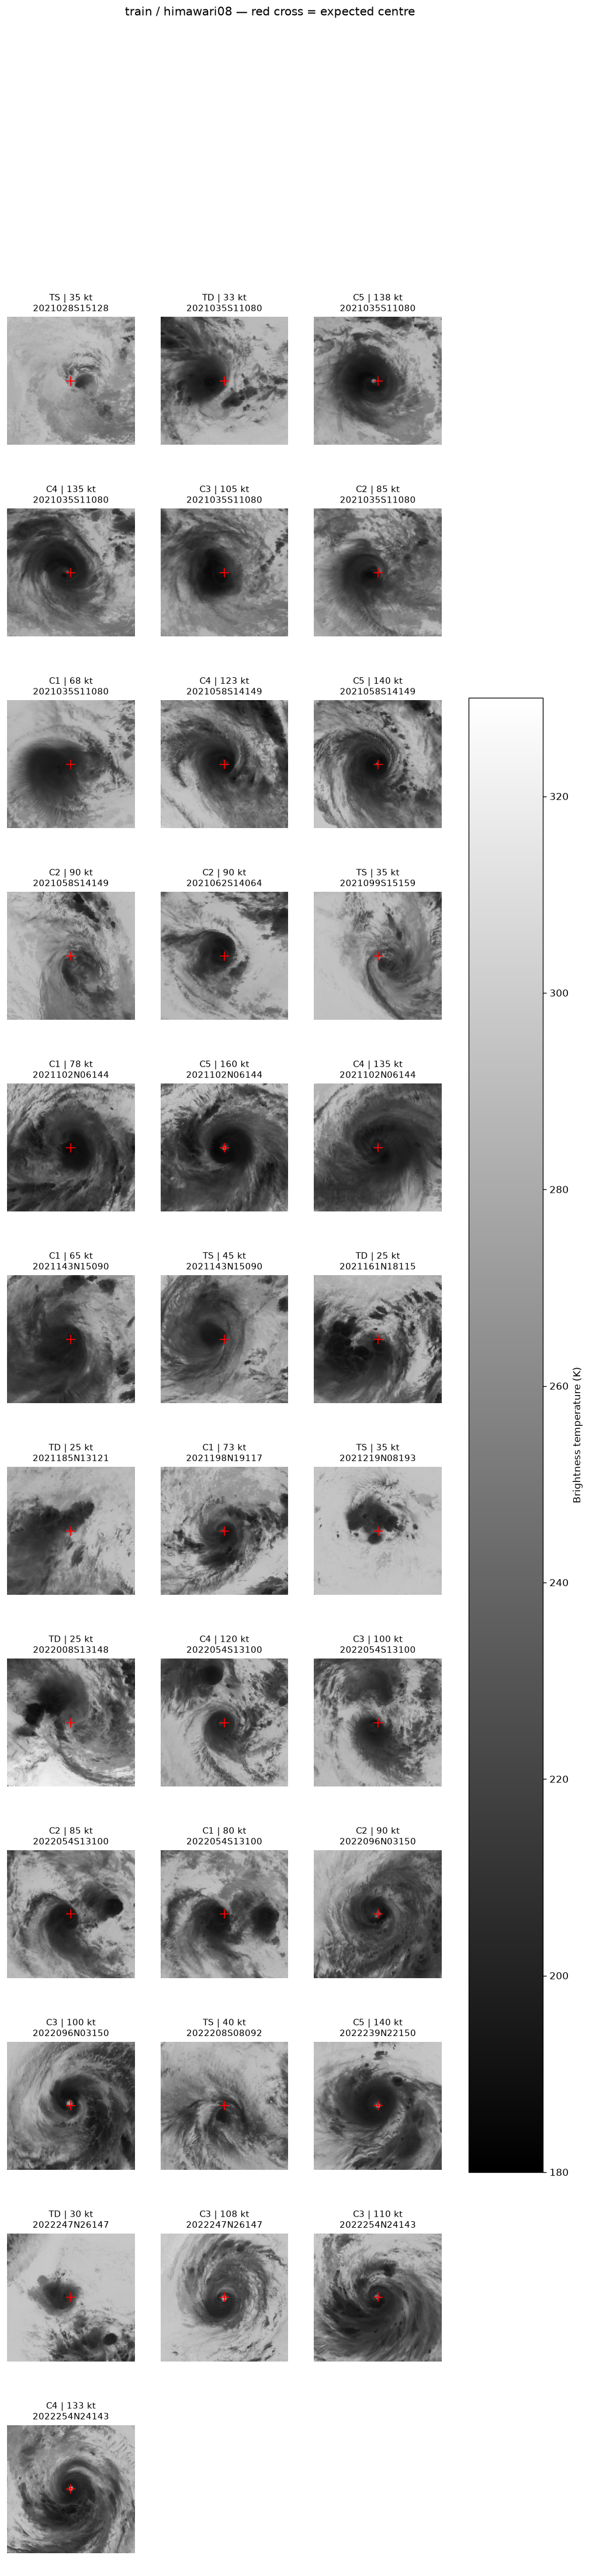 train / himawari08 — red cross = expected centre
TS | 35 kt
2021028S15128
TD | 33 kt
2021035S11080
C5 | 138 kt
2021035S11080
C4 | 135 kt
2021035S11080
C3 | 105 kt
2021035S11080
C2 | 85 kt
2021035S11080
C1 | 68 kt
2021035S11080
C4 | 123 kt
2021058S14149
C5 | 140 kt
2021058S14149
C2 | 90 kt
2021058S14149
C2 | 90 kt
2021062S14064
TS | 35 kt
2021099S15159
C1 | 78 kt
2021102N06144
C5 | 160 kt
2021102N06144
C4 | 135 kt
2021102N06144
C1 | 65 kt
2021143N15090
TS | 45 kt
2021143N15090
TD | 25 kt
2021161N18115
TD | 25 kt
2021185N13121
C1 | 73 kt
2021198N19117
TS | 35 kt
2021219N08193
TD | 25 kt
2022008S13148
C4 | 120 kt
2022054S13100
C3 | 100 kt
2022054S13100
C2 | 85 kt
2022054S13100
C1 | 80 kt
2022054S13100
C2 | 90 kt
2022096N03150
C3 | 100 kt
2022096N03150
TS | 40 kt
2022208S08092
C5 | 140 kt
2022239N22150
TD | 30 kt
2022247N26147
C3 | 108 kt
2022247N26147
C3 | 110 kt
2022254N24143
C4 | 133 kt
2022254N24143
320
300
280
260
240
220
200
180
Brightness temperature (K)